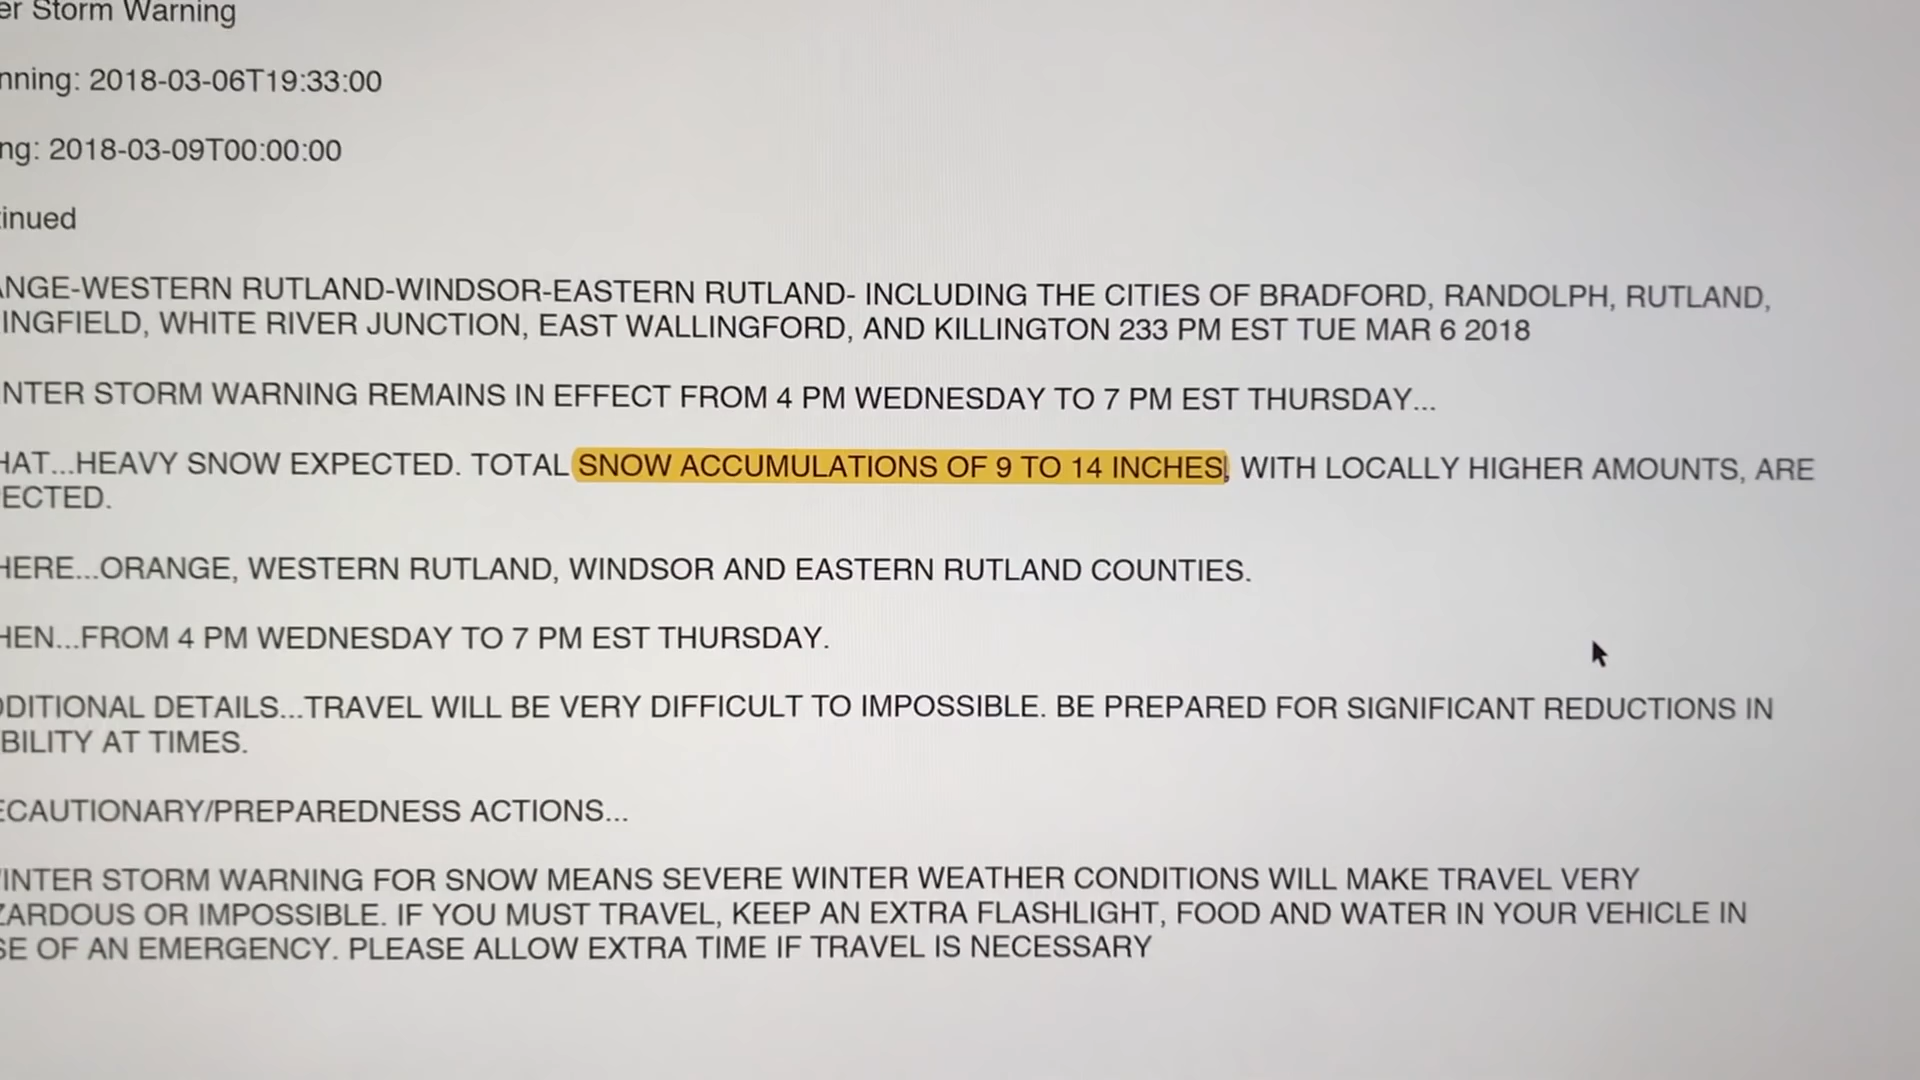 er Storm Warning
nning: 2018-03-06T19:33:00
ng: 2018-03-09T00:00:00
tinued
ANGE-WESTERN RUTLAND-WINDSOR-EASTERN RUTLAND- INCLUDING THE CITIES OF BRADFORD, RANDOLPH, RUTLAND,
INGFIELD, WHITE RIVER JUNCTION, EAST WALLINGFORD, AND KILLINGTON 233 PM EST TUE MAR 6 2018
INTER STORM WARNING REMAINS IN EFFECT FROM 4 PM WEDNESDAY TO 7 PM EST THURSDAY...
HAT...HEAVY SNOW EXPECTED. TOTAL SNOW ACCUMULATIONS OF 9 TO 14 INCHES, WITH LOCALLY HIGHER AMOUNTS, ARE
ECTED.
HERE...ORANGE, WESTERN RUTLAND, WINDSOR AND EASTERN RUTLAND COUNTIES.
HEN...FROM 4 PM WEDNESDAY TO 7 PM EST THURSDAY.
DDITIONAL DETAILS...TRAVEL WILL BE VERY DIFFICULT TO IMPOSSIBLE. BE PREPARED FOR SIGNIFICANT REDUCTIONS IN
BILITY AT TIMES.
ECAUTIONARY/PREPAREDNESS ACTIONS...
INTER STORM WARNING FOR SNOW MEANS SEVERE WINTER WEATHER CONDITIONS WILL MAKE TRAVEL VERY
ZARDOUS OR IMPOSSIBLE. IF YOU MUST TRAVEL, KEEP AN EXTRA FLASHLIGHT, FOOD AND WATER IN YOUR VEHICLE IN
SE OF AN EMERGENCY. PLEASE ALLOW EXTRA TIME IF TRAVEL IS NECESSARY